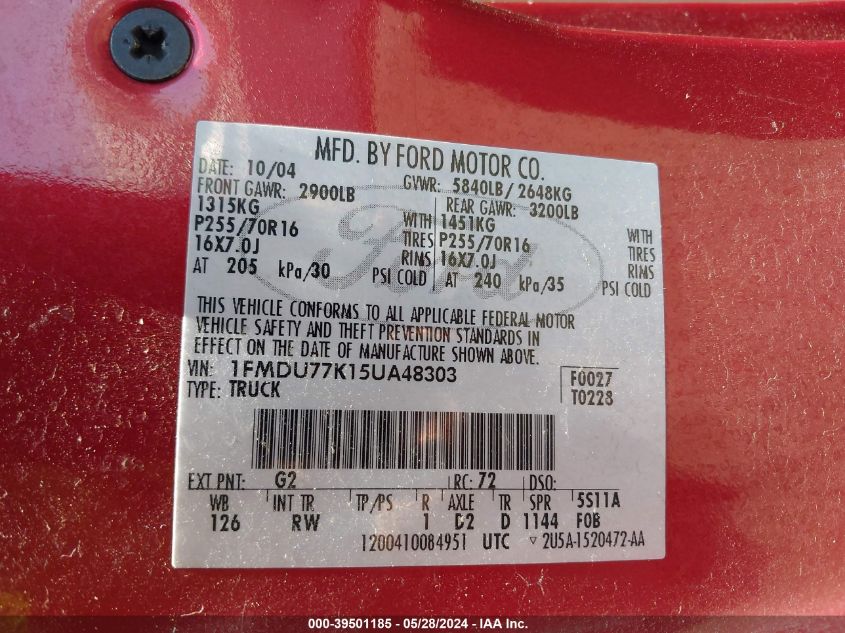 MFD. BY FORD MOTOR CO.
DATE: 10/04 GVWR: 5840LB / 2648KG
FRONT GAWR: 2900LB REAR GAWR: 3200LB
1315KG WITH 1451KG WITH
P255/70R16 TIRES P255/70R16 TIRES
16X7.0J RIMS 16X7.0J RIMS
AT 205 kPa/30 PSI COLD AT 240 kPa/35 PSI COLD
Ford
THIS VEHICLE CONFORMS TO ALL APPLICABLE FEDERAL MOTOR
VEHICLE SAFETY AND THEFT PREVENTION STANDARDS IN
EFFECT ON THE DATE OF MANUFACTURE SHOWN ABOVE.
VIN: 1FMDU77K15UA48303 F0027
TYPE: TRUCK T0228
EXT PNT: G2 RC: 72 DSO:
WB INT TR TP/PS R AXLE TR SPR 5S11A
126 RW 1 D2 D 1144 FOB
1200410084951 UTC ▿ 2U5A-1520472-AA
000-39501185 - 05/28/2024 - IAA Inc.